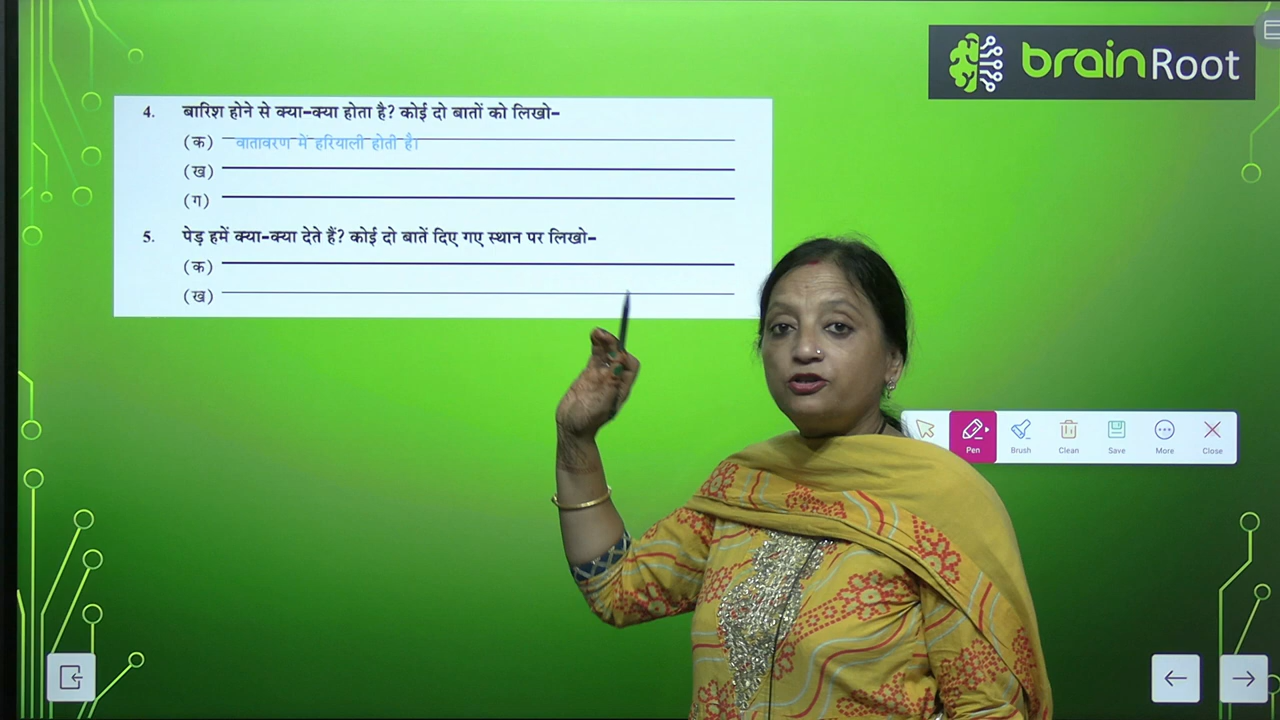 brainRoot
4. बारिश होने से क्या-क्या होता है? कोई दो बातों को लिखो-
(क) वातावरण में हरियाली होती है।
(ख)
(ग)
5. पेड़ हमें क्या-क्या देते हैं? कोई दो बातें दिए गए स्थान पर लिखो-
(क)
(ख)
Pen Brush Clean Save More Close